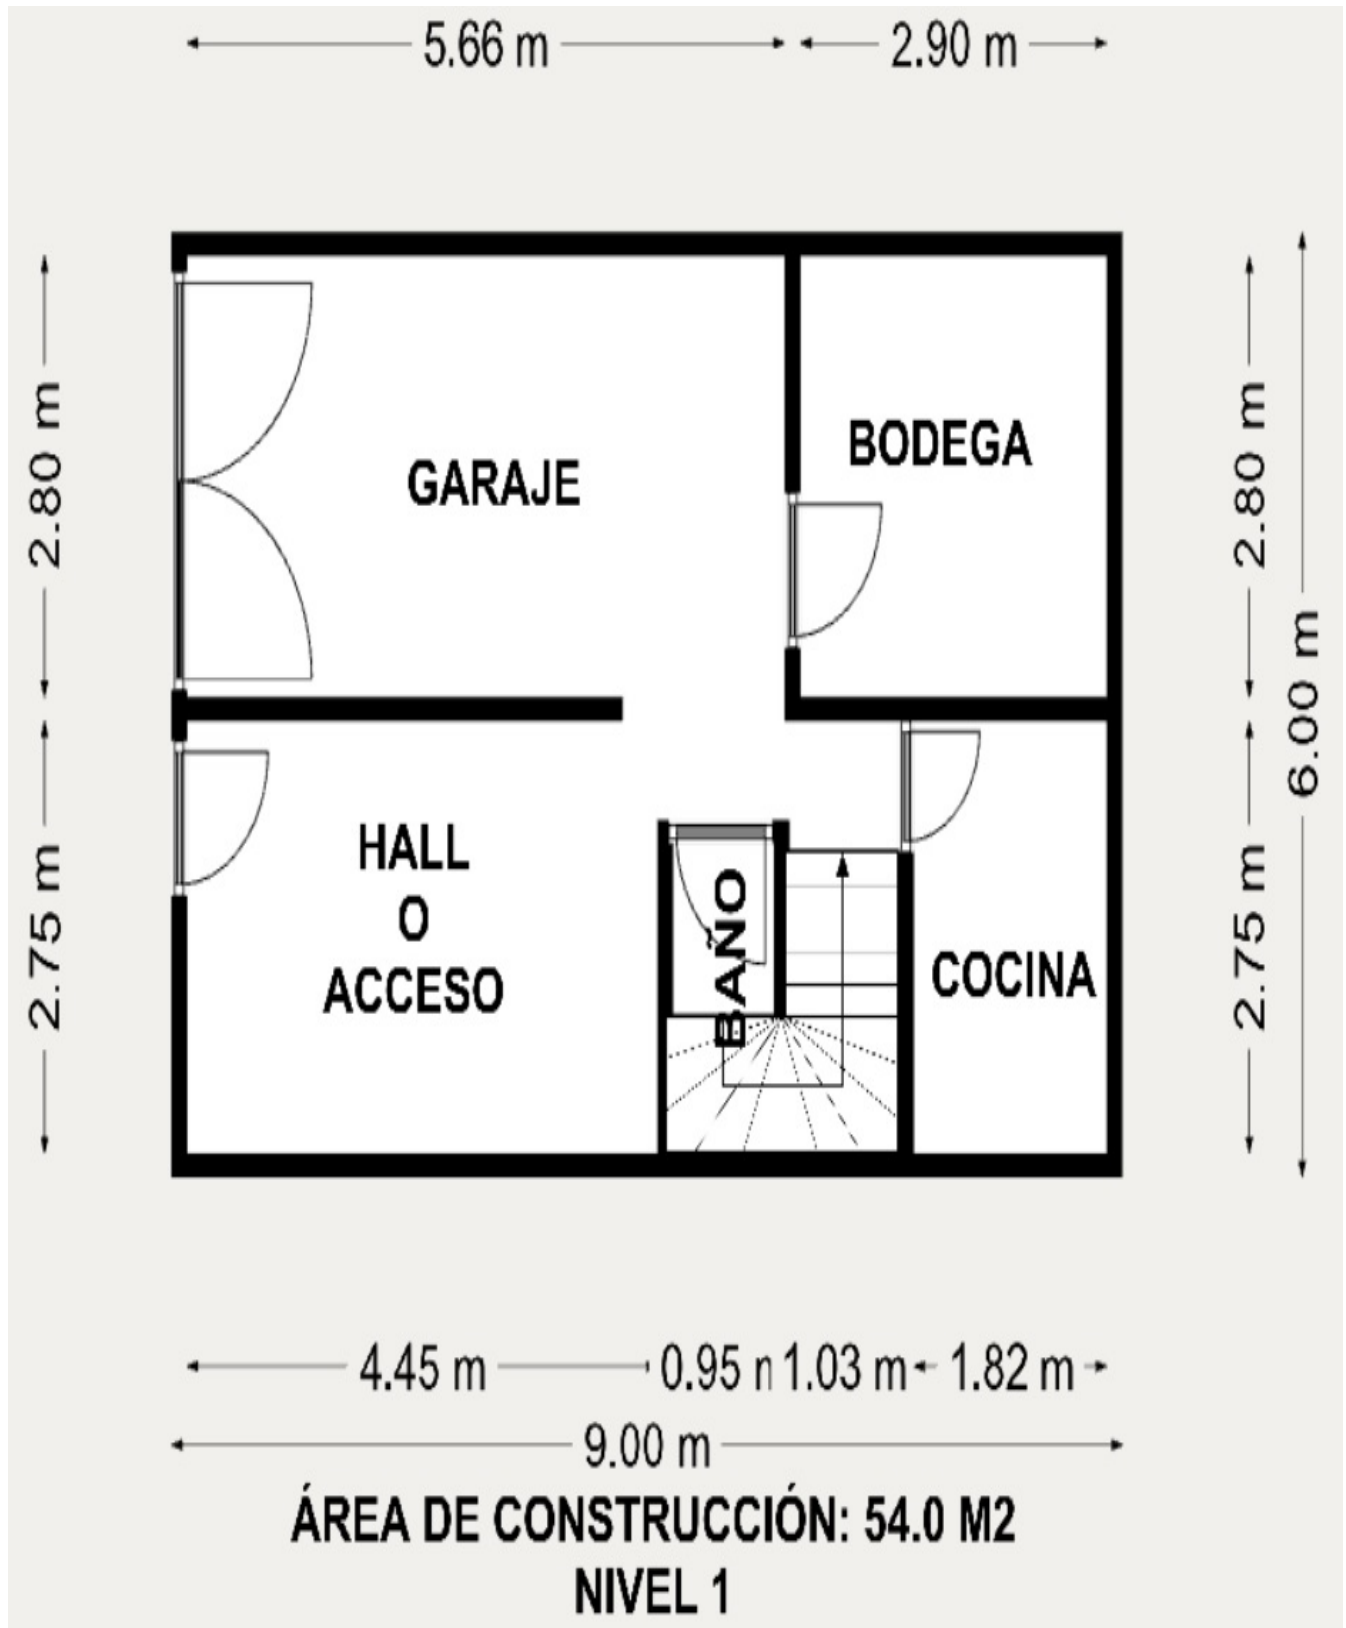 5.66 m
2.90 m
2.80 m
2.75 m
GARAJE
BODEGA
HALL
O
ACCESO
BAÑO
COCINA
2.80 m
2.75 m
6.00 m
4.45 m
0.95 m
1.03 m
1.82 m
9.00 m
ÁREA DE CONSTRUCCIÓN: 54.0 M2
NIVEL 1